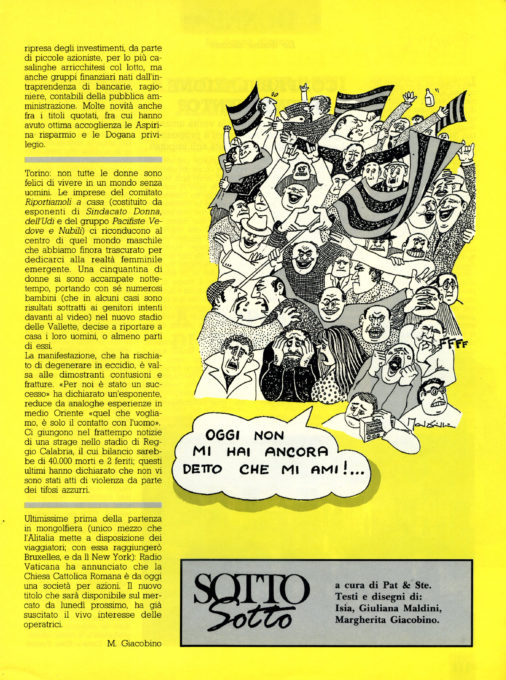 ripresa degli investimenti, da parte
di piccole azioniste, per lo più ca-
salinghe arricchitesi col lotto, ma
anche gruppi finanziari nati dall'in-
traprendenza di bancarie, ragio-
niere, contabili della pubblica am-
ministrazione. Molte novità anche
fra i titoli quotati, fra cui hanno
avuto ottima accoglienza le Aspiri-
na risparmio e le Dogana privi-
legio.
Torino: non tutte le donne sono
felici di vivere in un mondo senza
uomini. Le imprese del comitato
Riportiamoli a casa (costituito da
esponenti di Sindacato Donna,
dell'Udi e del gruppo Pacifiste Ve-
dove e Nubili) ci riconducono al
centro di quel mondo maschile
che abbiamo finora trascurato per
dedicarci alla realtà femminile
emergente. Una cinquantina di
donne si sono accampate notte-
tempo, portando con sé numerosi
bambini (che in alcuni casi sono
risultati sottratti ai genitori intenti
davanti al video) nel nuovo stadio
delle Vallette, decise a riportare a
casa i loro uomini, o almeno parti
di essi.
La manifestazione, che ha rischia-
to di degenerare in eccidio, è val-
sa alle dimostranti contusioni e
fratture. «Per noi è stato un suc-
cesso» ha dichiarato un'esponente,
reduce da analoghe esperienze in
medio Oriente «quel che voglia-
mo, è solo il contatto con l'uomo».
Ci giungono nel frattempo notizie
di una strage nello stadio di Reg-
gio Calabria, il cui bilancio sareb-
be di 40.000 morti e 2 feriti; questi
ultimi hanno dichiarato che non vi
sono stati atti di violenza da parte
dei tifosi azzurri.
Ultimissime prima della partenza
in mongolfiera (unico mezzo che
l'Alitalia mette a disposizione dei
viaggiatori; con essa raggiungerò
Bruxelles, e da lì New York): Radio
Vaticana ha annunciato che la
Chiesa Cattolica Romana è da oggi
una società per azioni. Il nuovo
titolo che sarà disponibile sul mer-
cato da lunedì prossimo, ha già
suscitato il vivo interesse delle
operatrici.
M. Giacobino
FFFF
OGGI NON
MI HAI ANCORA
DETTO CHE MI AMI!...
SOTTO
Sotto
a cura di Pat & Ste.
Testi e disegni di:
Isia, Giuliana Maldini,
Margherita Giacobino.